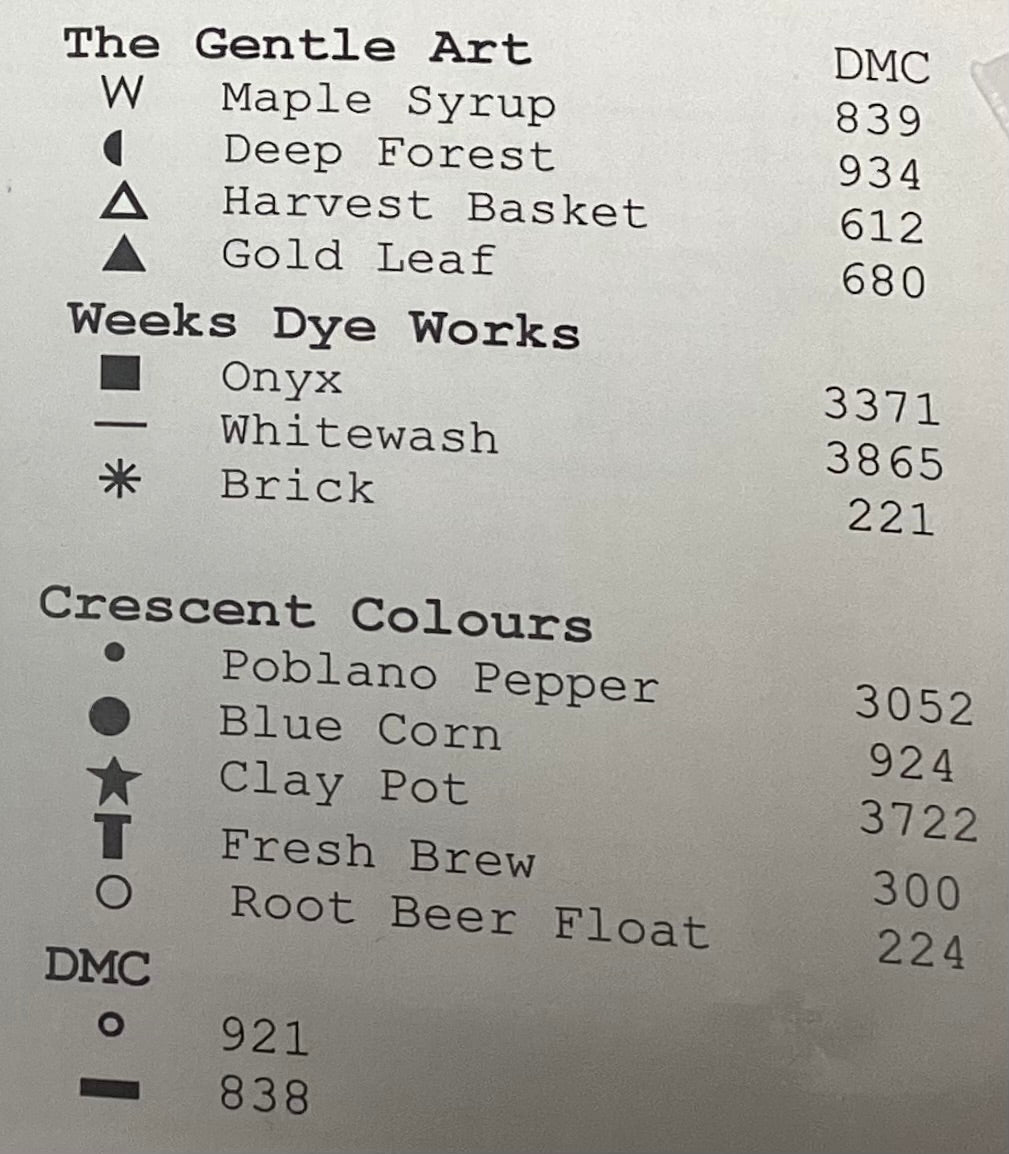 The Gentle Art DMC
W Maple Syrup 839
◖ Deep Forest 934
△ Harvest Basket 612
▲ Gold Leaf 680
Weeks Dye Works
■ Onyx 3371
— Whitewash 3865
✳ Brick 221
Crescent Colours
• Poblano Pepper 3052
● Blue Corn 924
★ Clay Pot 3722
T Fresh Brew 300
○ Root Beer Float 224
DMC
o 921
▬ 838